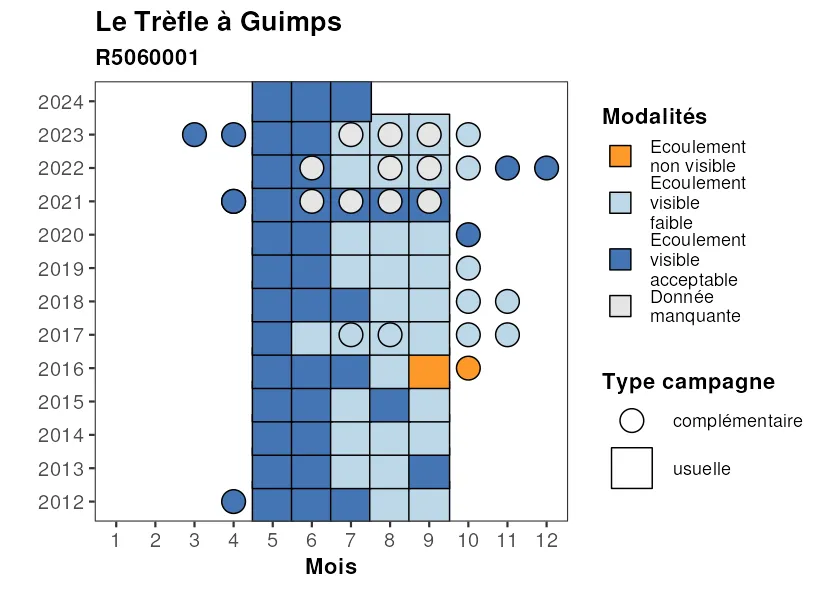 Le Trèfle à Guimps
R5060001
2024
2023
2022
2021
2020
2019
2018
2017
2016
2015
2014
2013
2012
1 2 3 4 5 6 7 8 9 10 11 12
Mois
Modalités
Ecoulement
non visible
Ecoulement
visible
faible
Ecoulement
visible
acceptable
Donnée
manquante
Type campagne
complémentaire
usuelle